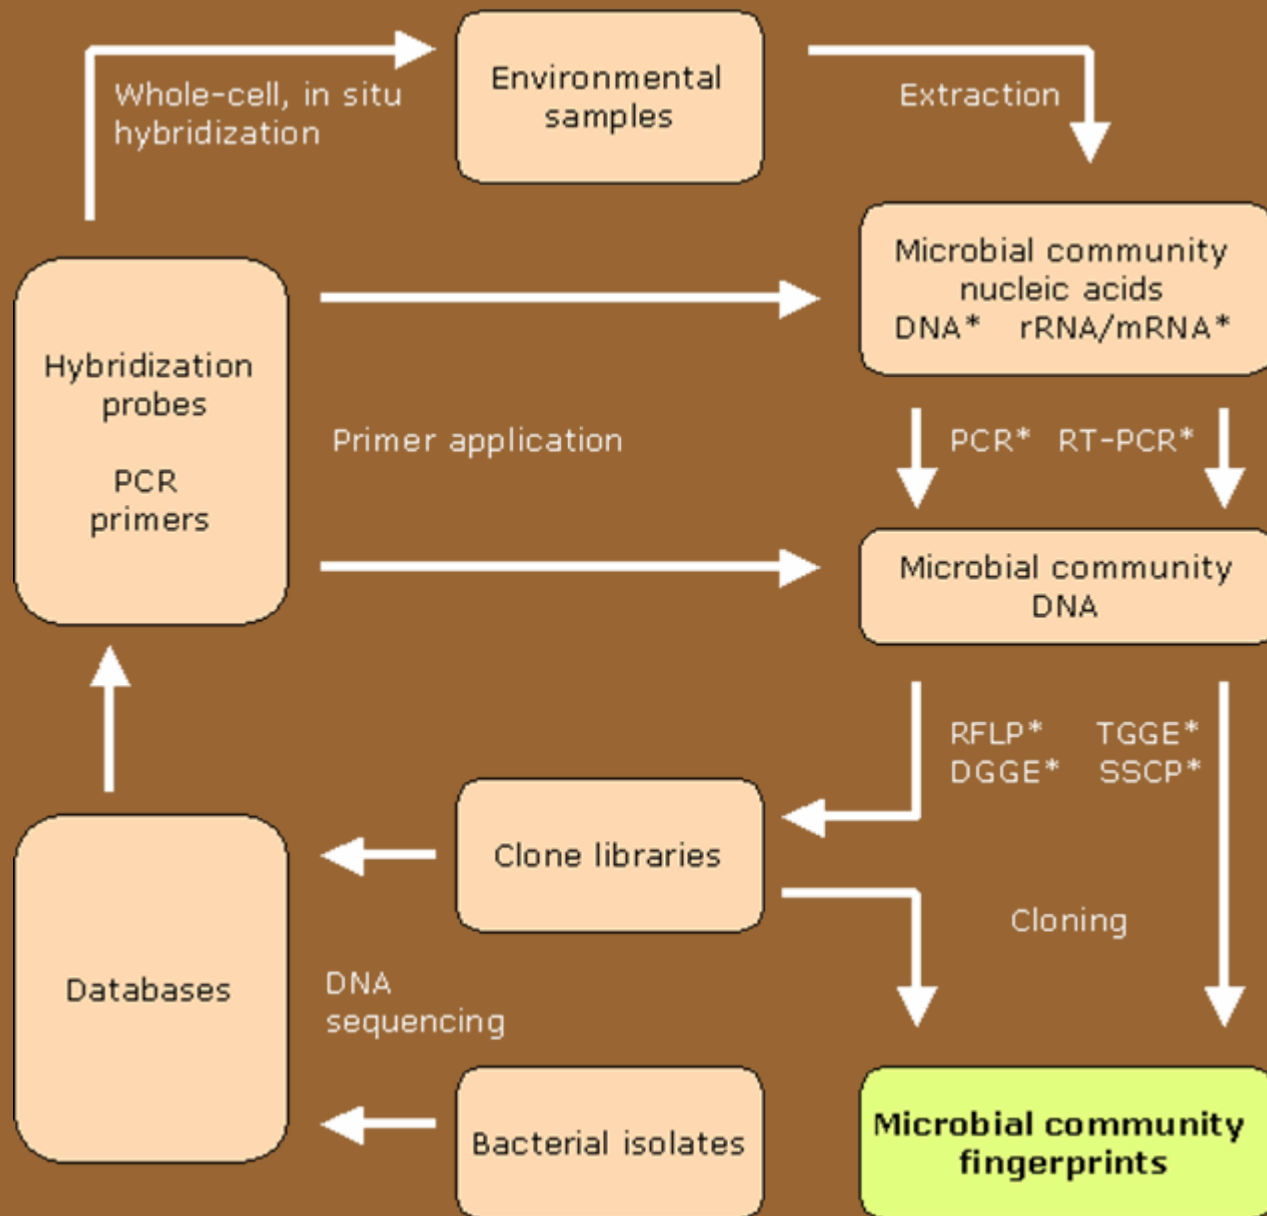 Whole-cell, in situ
hybridization
Environmental
samples
Extraction
Microbial community
nucleic acids
DNA* rRNA/mRNA*
Hybridization
probes
PCR
primers
Primer application
PCR* RT-PCR*
Microbial community
DNA
RFLP* TGGE*
DGGE* SSCP*
Clone libraries
Cloning
Databases
DNA
sequencing
Bacterial isolates
Microbial community
fingerprints